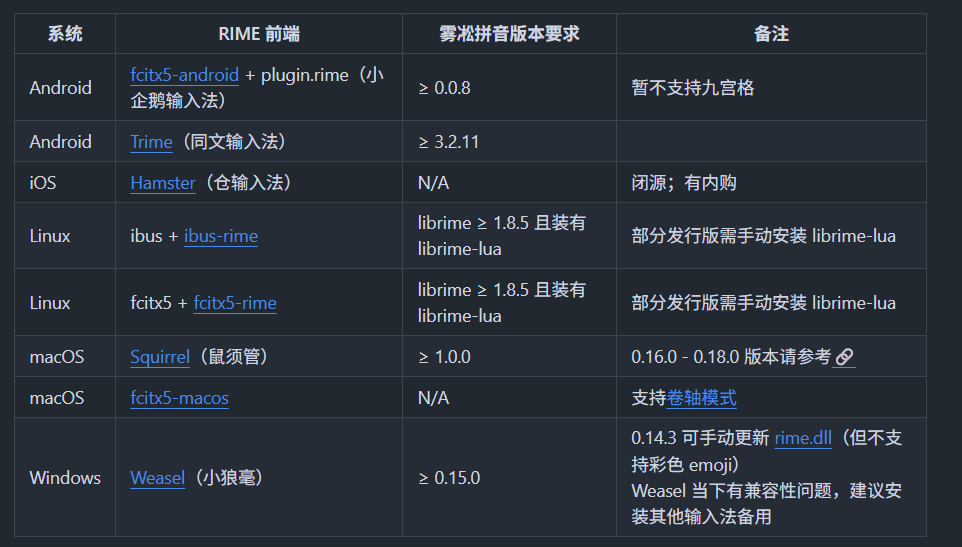 系统 RIME 前端 雾凇拼音版本要求 备注
Android fcitx5-android + plugin.rime（小 ≥ 0.0.8 暂不支持九宫格
企鹅输入法）
Android Trime（同文输入法） ≥ 3.2.11
iOS Hamster（仓输入法） N/A 闭源；有内购
Linux ibus + ibus-rime librime ≥ 1.8.5 且装有 部分发行版需手动安装 librime-lua
librime-lua
Linux fcitx5 + fcitx5-rime librime ≥ 1.8.5 且装有 部分发行版需手动安装 librime-lua
librime-lua
macOS Squirrel（鼠须管） ≥ 1.0.0 0.16.0 - 0.18.0 版本请参考🔗
macOS fcitx5-macos N/A 支持卷轴模式
Windows Weasel（小狼毫） ≥ 0.15.0 0.14.3 可手动更新 rime.dll（但不支
持彩色 emoji）
Weasel 当下有兼容性问题，建议安
装其他输入法备用